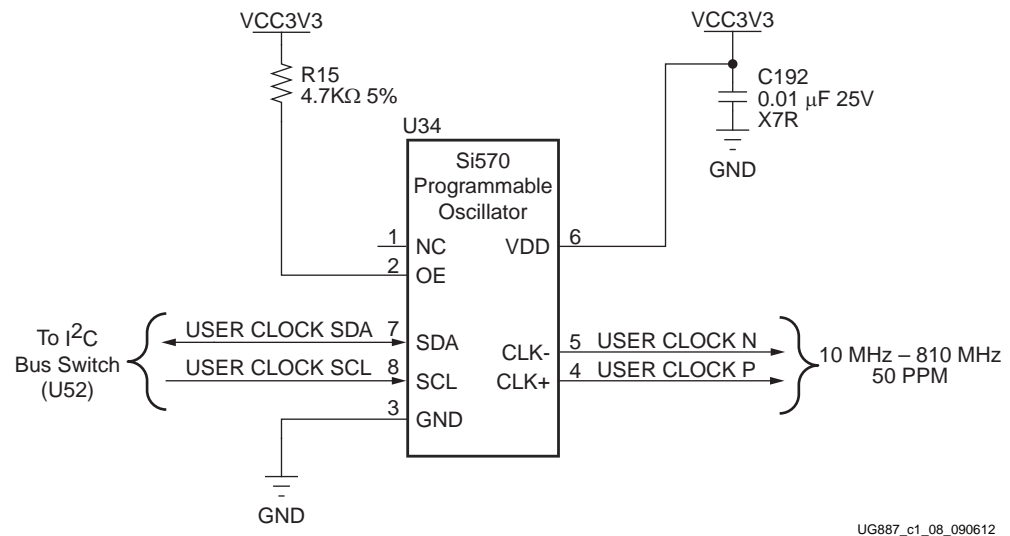 VCC3V3
R15
4.7KΩ 5%
VCC3V3
C192
0.01 μF 25V
X7R
GND
U34
Si570
Programmable
Oscillator
1 NC
2 OE
VDD 6
To I²C
Bus Switch
(U52)
USER CLOCK SDA 7 SDA
USER CLOCK SCL 8 SCL
3 GND
CLK- 5 USER CLOCK N
CLK+ 4 USER CLOCK P
10 MHz – 810 MHz
50 PPM
GND
UG887_c1_08_090612